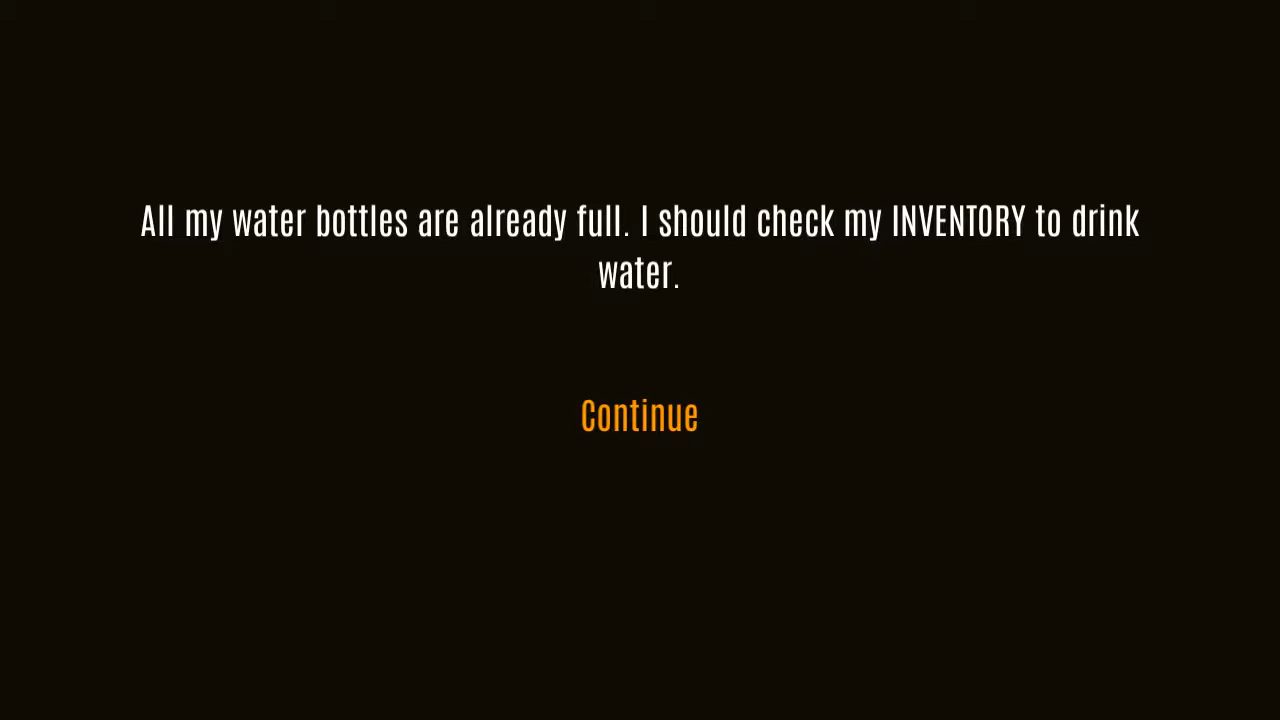 All my water bottles are already full. I should check my INVENTORY to drink
water.
Continue